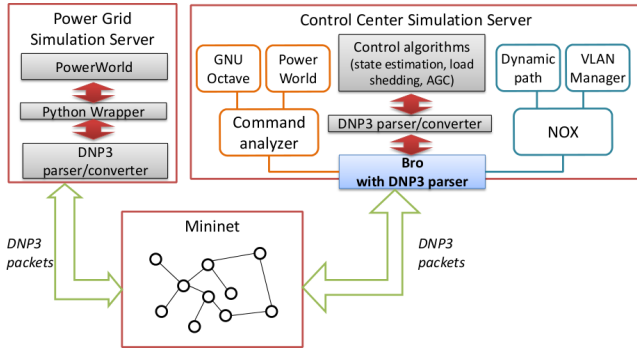 Power Grid
Simulation Server
PowerWorld
Python Wrapper
DNP3
parser/converter
Control Center Simulation Server
GNU
Octave
Power
World
Command
analyzer
Control algorithms
(state estimation, load
shedding, AGC)
DNP3 parser/converter
Bro
with DNP3 parser
Dynamic
path
VLAN
Manager
NOX
DNP3
packets
Mininet
DNP3
packets